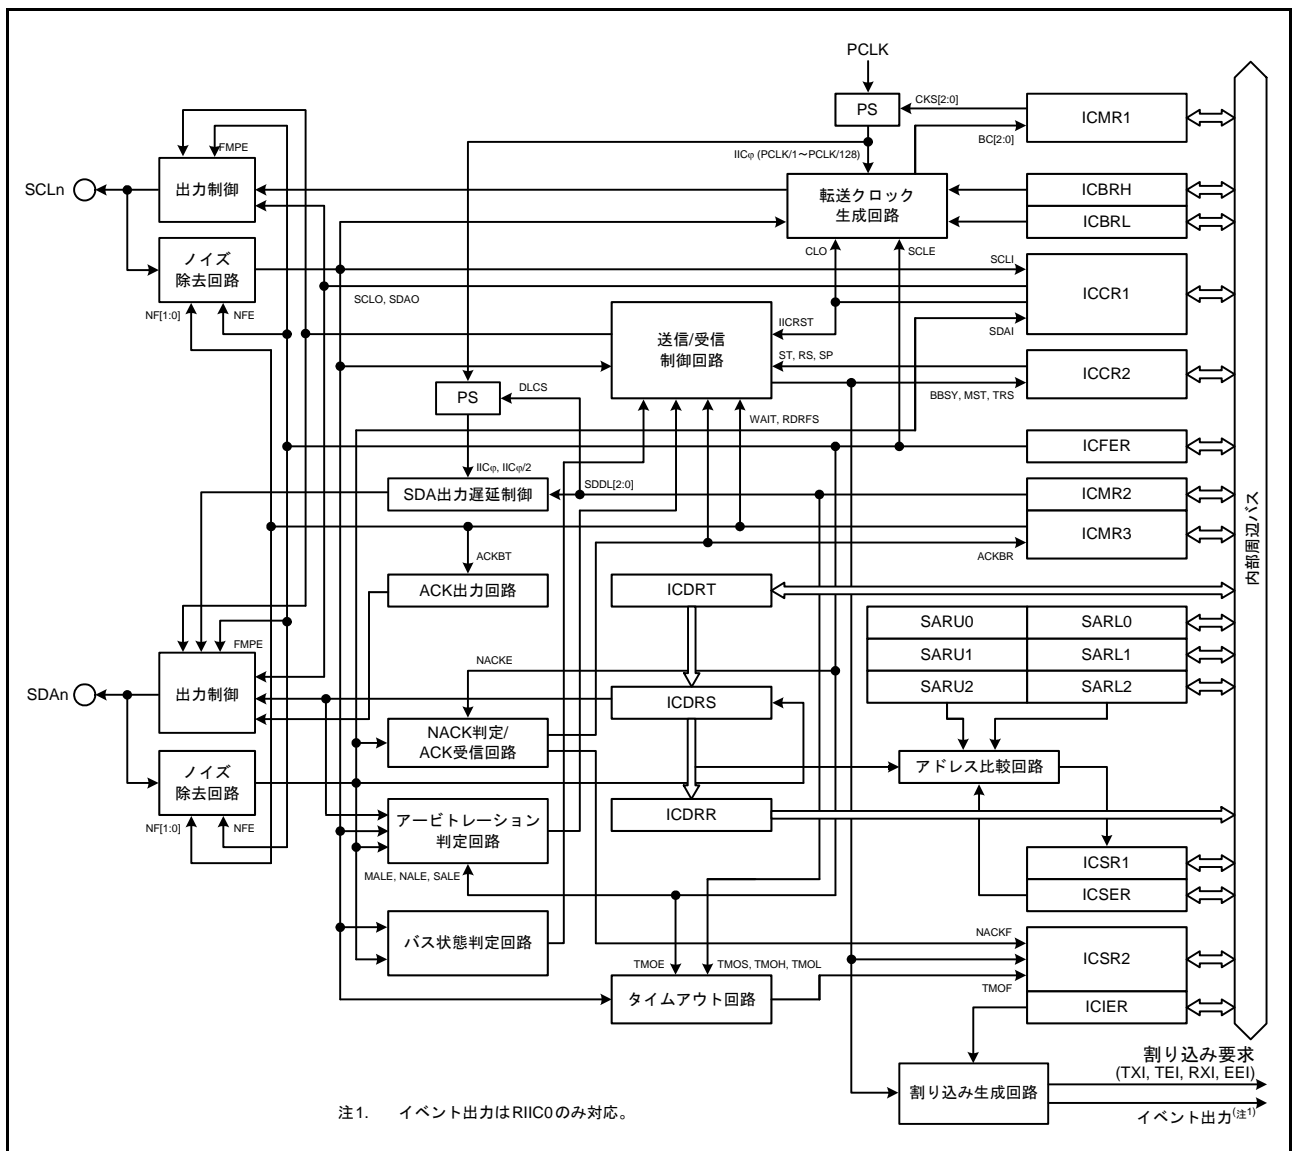 PCLK
PS
CKS[2:0]
ICMR1
BC[2:0]
FMPE
IICφ (PCLK/1～PCLK/128)
SCLn
出力制御
転送クロック
生成回路
ICBRH
ICBRL
ノイズ
除去回路
CLO
SCLE
SCLI
ICCR1
SCLO, SDAO
NF[1:0]
NFE
IICRST
SDAI
送信/受信
制御回路
ST, RS, SP
ICCR2
BBSY, MST, TRS
PS
DLCS
WAIT, RDRFS
ICFER
IICφ, IICφ/2
SDA出力遅延制御
SDDL[2:0]
ICMR2
ICMR3
ACKBR
内部周辺バス
ACKBT
ACK出力回路
ICDRT
SARU0
SARL0
SARU1
SARL1
SARU2
SARL2
FMPE
SDAn
出力制御
NACKE
ICDRS
NACK判定/
ACK受信回路
アドレス比較回路
ノイズ
除去回路
NF[1:0]
NFE
アービトレーション
判定回路
ICDRR
MALE, NALE, SALE
ICSR1
ICSER
バス状態判定回路
NACKF
ICSR2
TMOE
TMOS, TMOH, TMOL
タイムアウト回路
TMOF
ICIER
割り込み要求
(TXI, TEI, RXI, EEI)
割り込み生成回路
イベント出力(注1)
注1. イベント出力はRIIC0のみ対応。